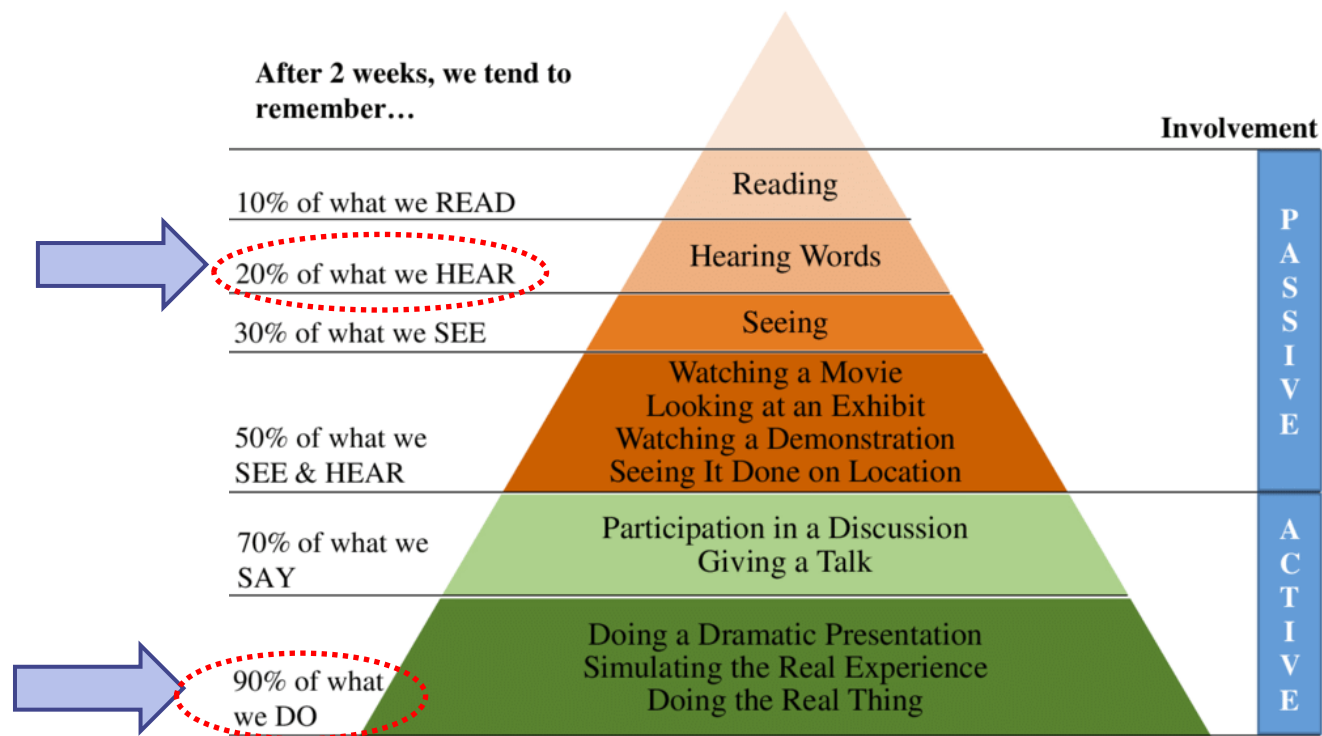 After 2 weeks, we tend to
remember…
Involvement
Reading
10% of what we READ
Hearing Words
20% of what we HEAR
Seeing
30% of what we SEE
Watching a Movie
Looking at an Exhibit
Watching a Demonstration
Seeing It Done on Location
50% of what we
SEE & HEAR
Participation in a Discussion
Giving a Talk
70% of what we
SAY
Doing a Dramatic Presentation
Simulating the Real Experience
Doing the Real Thing
90% of what
we DO
P
A
S
S
I
V
E
A
C
T
I
V
E